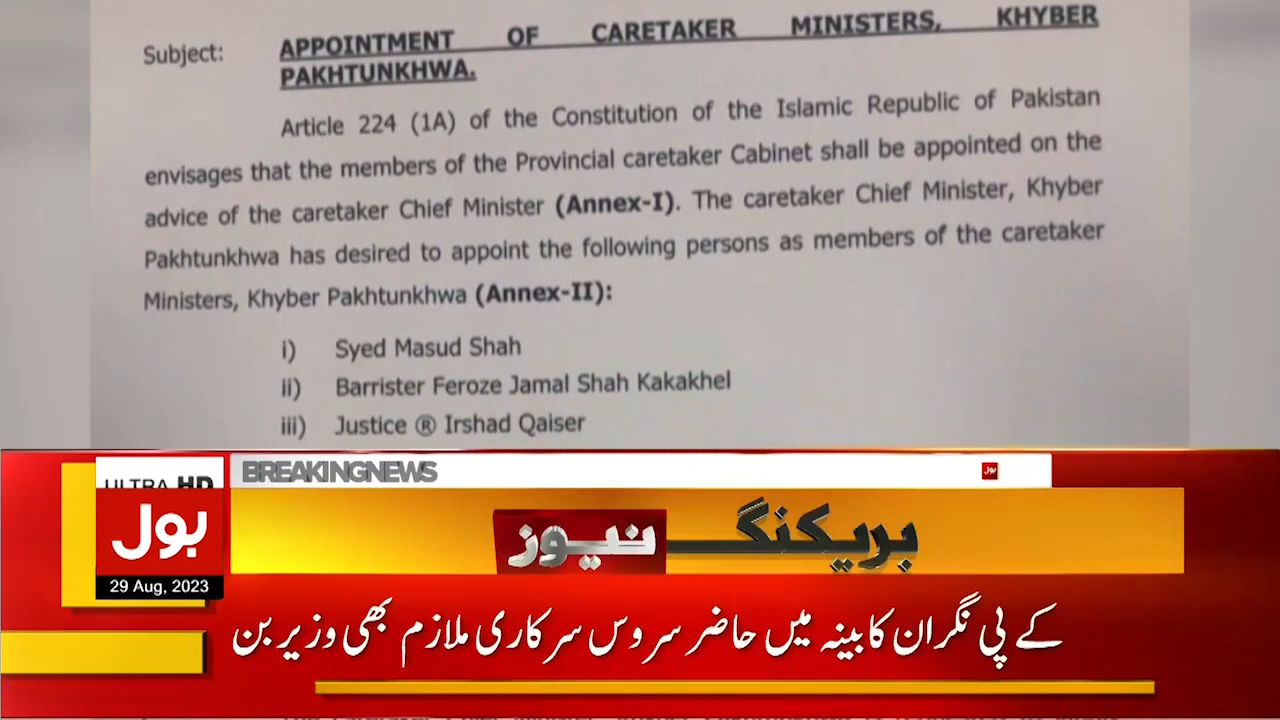 Subject: APPOINTMENT OF CARETAKER MINISTERS, KHYBER
PAKHTUNKHWA.
Article 224 (1A) of the Constitution of the Islamic Republic of Pakistan
envisages that the members of the Provincial caretaker Cabinet shall be appointed on the
advice of the caretaker Chief Minister (Annex-I). The caretaker Chief Minister, Khyber
Pakhtunkhwa has desired to appoint the following persons as members of the caretaker
Ministers, Khyber Pakhtunkhwa (Annex-II):
i) Syed Masud Shah
ii) Barrister Feroze Jamal Shah Kakakhel
iii) Justice ® Irshad Qaiser
ULTRA HD
BREAKINGNEWS
بول
بول
29 Aug, 2023
بریکنگ نیوز
کے پی نگران کابینہ میں حاضر سروس سرکاری ملازم بھی وزیر بن